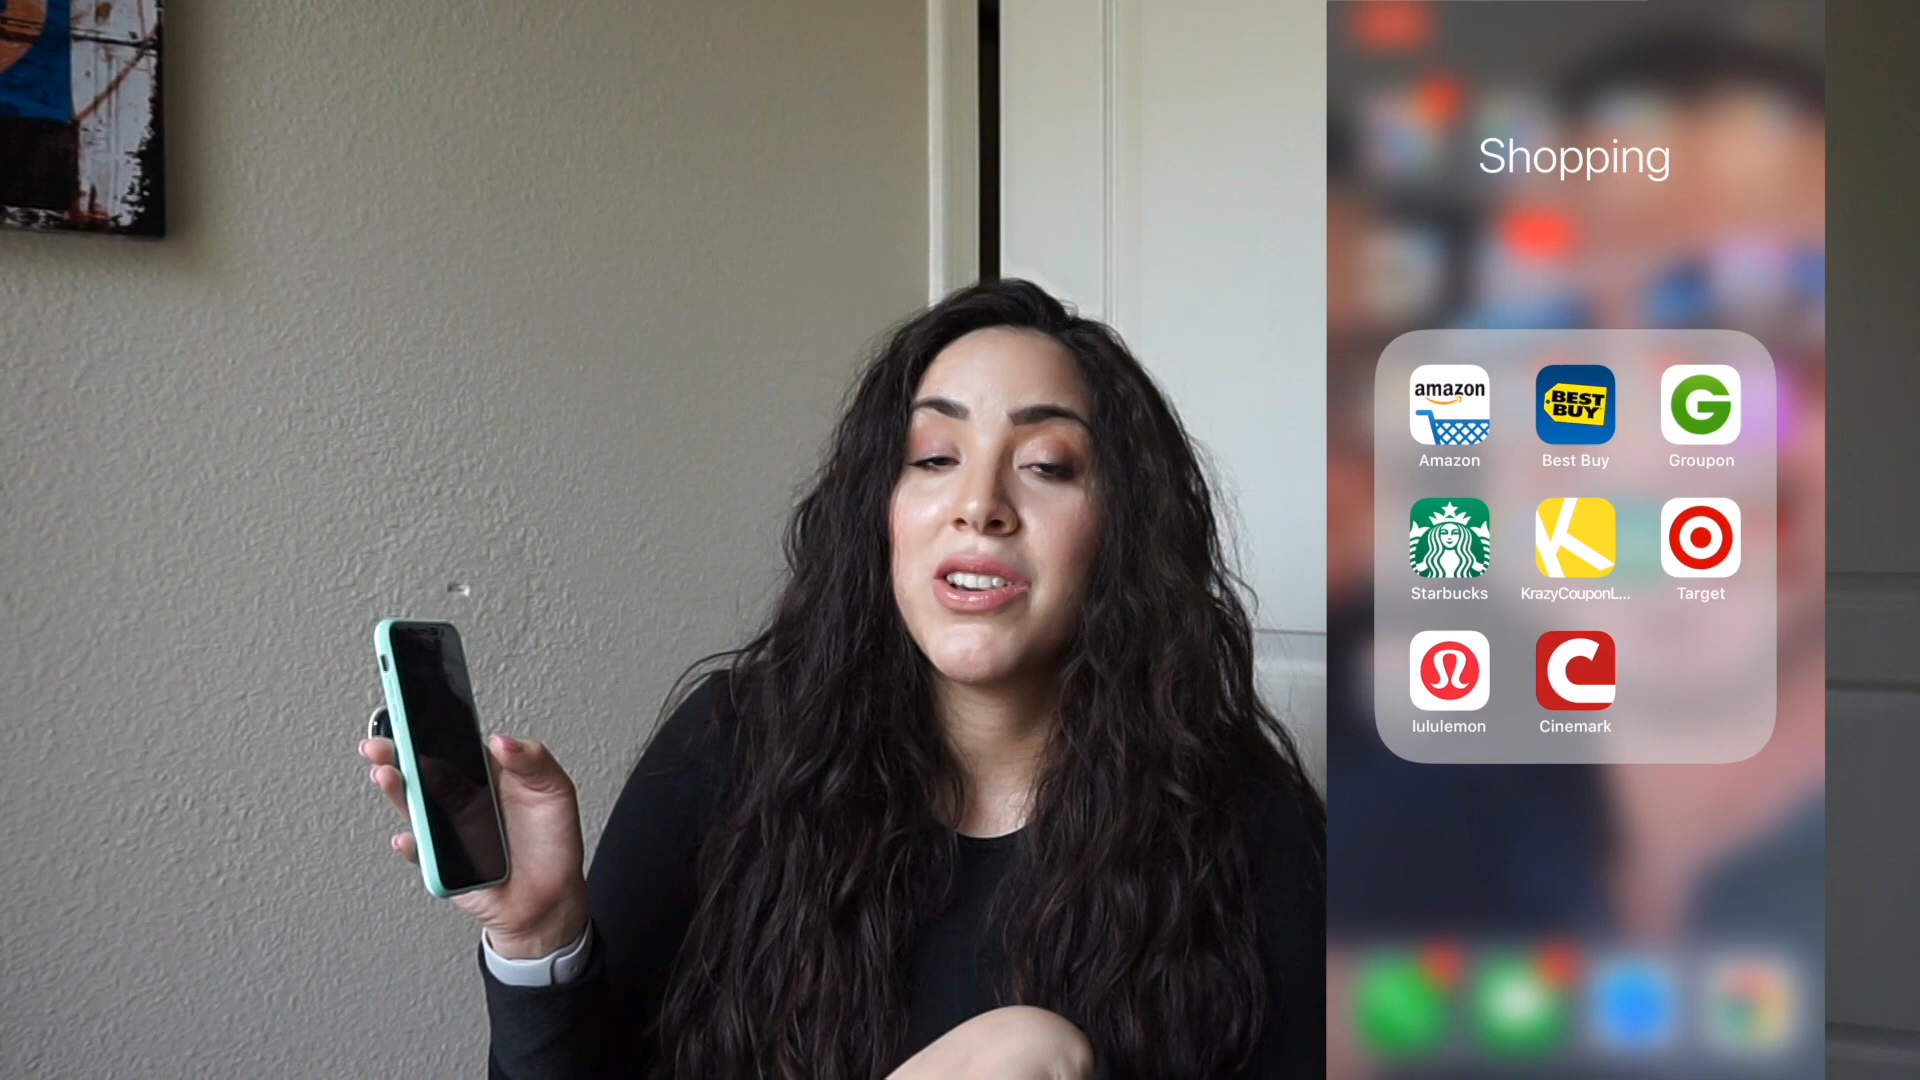 Shopping
amazon
BEST
BUY
G
Amazon
Best Buy
Groupon
K
Starbucks
KrazyCouponL...
Target
C
lululemon
Cinemark